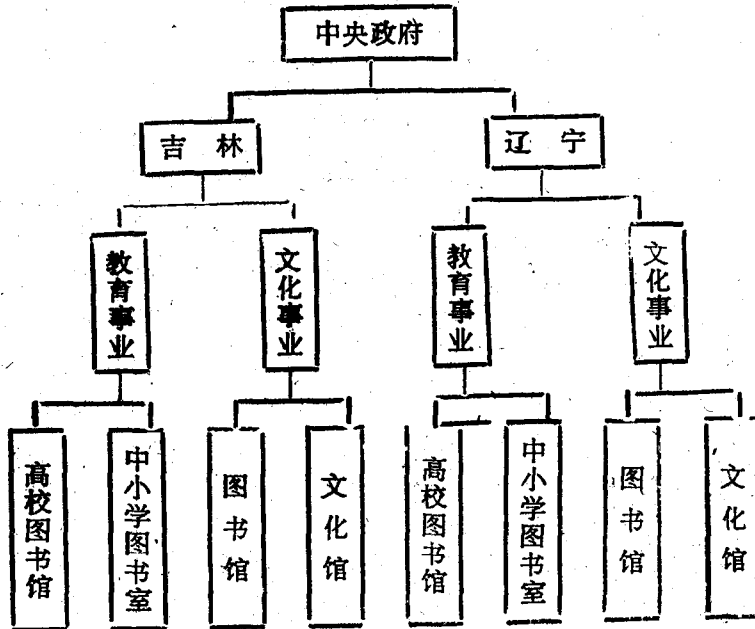 中央政府
吉 林
辽 宁
教育事业
文化事业
教育事业
文化事业
高校图书馆
中小学图书室
图书馆
文化馆
高校图书馆
中小学图书室
图书馆
文化馆